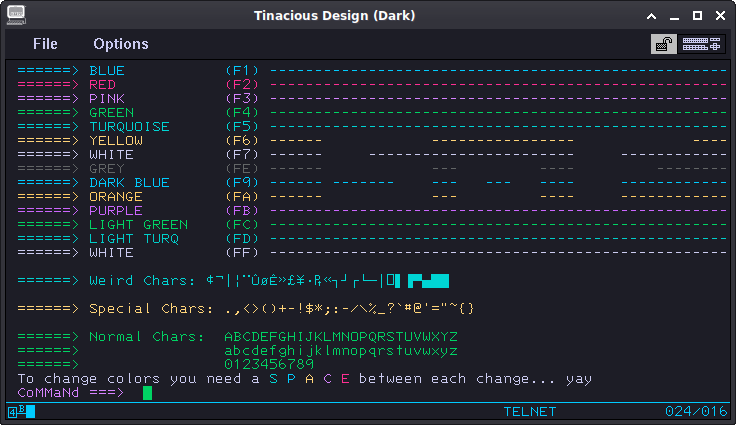 Tinacious Design (Dark)
File Options
======> BLUE (F1) ----------------------------------------------------
======> RED (F2) ----------------------------------------------------
======> PINK (F3) ----------------------------------------------------
======> GREEN (F4) ----------------------------------------------------
======> TURQUOISE (F5) ----------------------------------------------------
======> YELLOW (F6) ------ ---------------- ----
======> WHITE (F7) ------ ----------------------- ------------
======> GREY (FE) ------ --- ----
======> DARK BLUE (F9) ------ ------- --- --- ---- ------------
======> ORANGE (FA) ------ --- ---- ------------
======> PURPLE (FB) ----------------------------------------------------
======> LIGHT GREEN (FC) ----------------------------------------------------
======> LIGHT TURQ (FD) ----------------------------------------------------
======> WHITE (FF) ----------------------------------------------------
======> Weird Chars: ¢¬|¦¨ÛøÊ»£¥·₧«┐┘┌└─│
======> Special Chars: .,<>()+-!$*;:-/\%_?`#@'="~{}
======> Normal Chars: ABCDEFGHIJKLMNOPQRSTUVWXYZ
======> abcdefghijklmnopqrstuvwxyz
======> 0123456789
To change colors you need a S P A C E between each change... yay
CoMMaNd ===>
4B TELNET 024/016